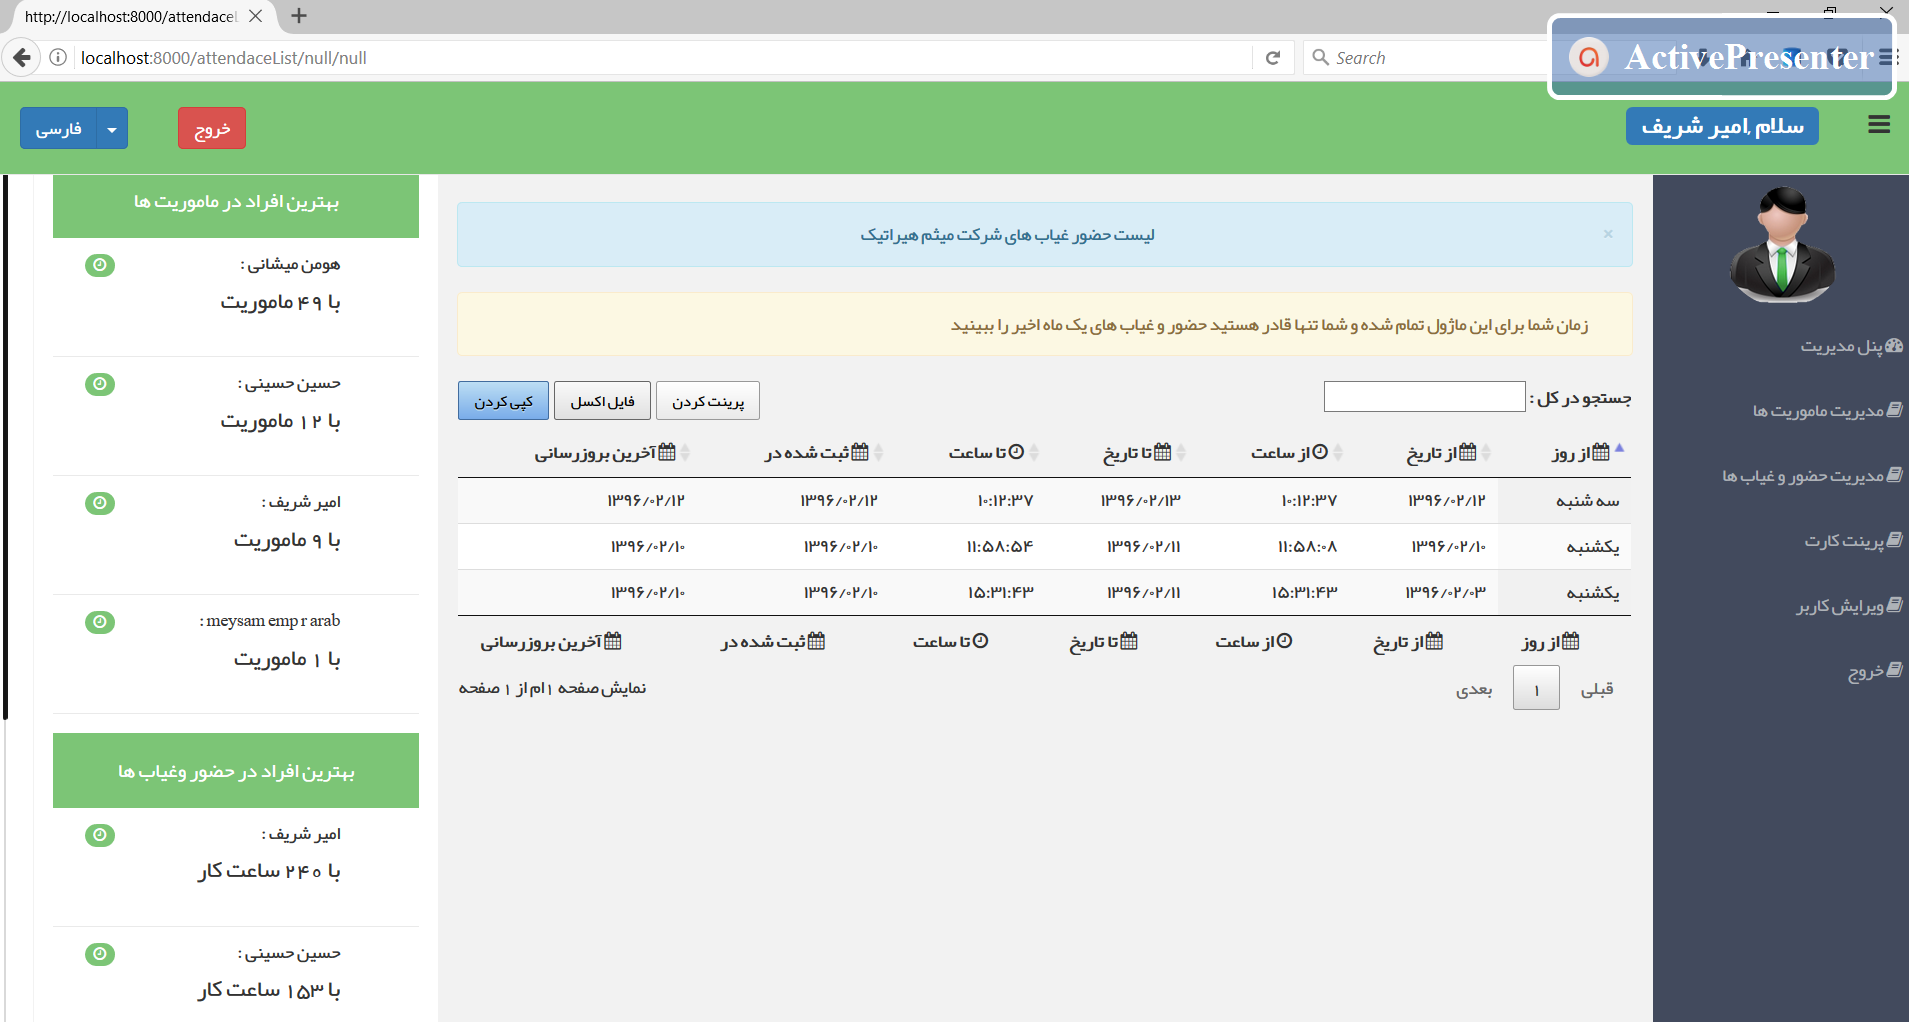 http://localhost:8000/attendaceL
localhost:8000/attendaceList/null/null
Search
ActivePresenter
سلام ,امیر شریف
خروج
فارسی
پنل مدیریت
مدیریت ماموریت ها
مدیریت حضور و غیاب ها
پرینت کارت
ویرایش کاربر
خروج
× لیست حضور غیاب های شرکت میثم هیراتیک
زمان شما برای این ماژول تمام شده و شما تنها قادر هستید حضور و غیاب های یک ماه اخیر را ببینید
جستجو در کل :
پرینت کردن فایل اکسل کپی کردن
از روز از تاریخ از ساعت تا تاریخ تا ساعت ثبت شده در آخرین بروزرسانی
سه شنبه ۱۳۹۶/۰۲/۱۲ ۱۰:۱۲:۳۷ ۱۳۹۶/۰۲/۱۳ ۱۰:۱۲:۳۷ ۱۳۹۶/۰۲/۱۲ ۱۳۹۶/۰۲/۱۲
یکشنبه ۱۳۹۶/۰۲/۱۰ ۱۱:۵۸:۰۸ ۱۳۹۶/۰۲/۱۱ ۱۱:۵۸:۵۴ ۱۳۹۶/۰۲/۱۰ ۱۳۹۶/۰۲/۱۰
یکشنبه ۱۳۹۶/۰۲/۰۳ ۱۵:۳۱:۴۳ ۱۳۹۶/۰۲/۱۱ ۱۵:۳۱:۴۳ ۱۳۹۶/۰۲/۱۰ ۱۳۹۶/۰۲/۱۰
از روز از تاریخ از ساعت تا تاریخ تا ساعت ثبت شده در آخرین بروزرسانی
قبلی ۱ بعدی
نمایش صفحه ۱ام از ۱ صفحه
بهترین افراد در ماموریت ها
هومن میشانی :
با ۴۹ ماموریت
حسین حسینی :
با ۱۲ ماموریت
امیر شریف :
با ۹ ماموریت
meysam emp r arab :
با ۱ ماموریت
بهترین افراد در حضور وغیاب ها
امیر شریف :
با ۲۴۰ ساعت کار
حسین حسینی :
با ۱۵۳ ساعت کار